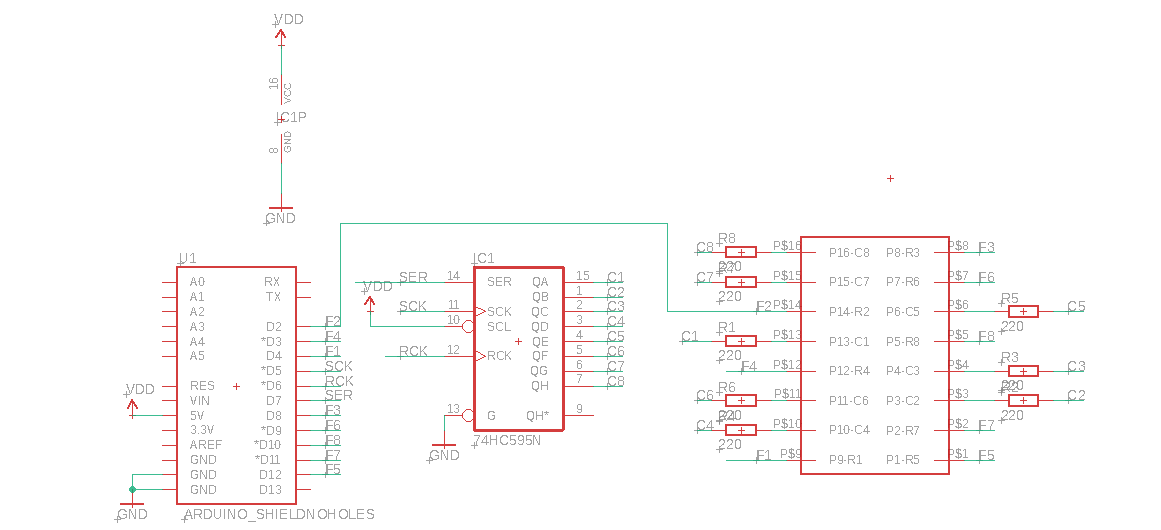 VDD
16
VCC
IC1P
GND
8
GND
U1
A0
A1
A2
A3
A4
A5
RES
VIN
5V
3.3V
AREF
GND
GND
GND
RX
TX
D2
*D3
D4
*D5
*D6
D7
D8
*D9
*D10
*D11
D12
D13
F2
F4
F1
SCK
RCK
SER
F3
F6
F8
F7
F5
VDD
GND
ARDUINO_SHIELDNOHOLES
IC1
SER
14
SER
QA
15
C1
QB
1
C2
VDD
SCK
11
SCK
QC
2
C3
10
SCL
QD
3
C4
QE
4
C5
RCK
12
RCK
QF
5
C6
QG
6
C7
QH
7
C8
13
G
QH*
9
GND
74HC595N
C8
R8
220
P$16
P16-C8
P8-R3
P$8
F3
C7
220
P$15
P15-C7
P7-R6
P$7
F6
F2
P$14
P14-R2
P6-C5
P$6
R5
220
C5
C1
R1
220
P$13
P13-C1
P5-R8
P$5
F8
F4
P$12
P12-R4
P4-C3
P$4
R3
220
C3
C6
R6
220
P$11
P11-C6
P3-C2
P$3
220
C2
C4
220
P$10
P10-C4
P2-R7
P$2
F7
F1
P$9
P9-R1
P1-R5
P$1
F5